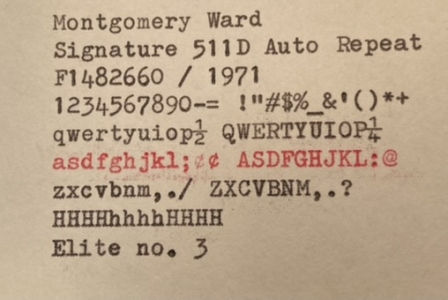 Montgomery Ward
Signature 511D Auto Repeat
F1482660 / 1971
1234567890-= !"#$%_&'()*+
qwertyuiop½ QWERTYUIOP¼
asdfghjkl;¢¢ ASDFGHJKL:@
zxcvbnm,./ ZXCVBNM,.?
HHHHhhhhHHHH
Elite no. 3